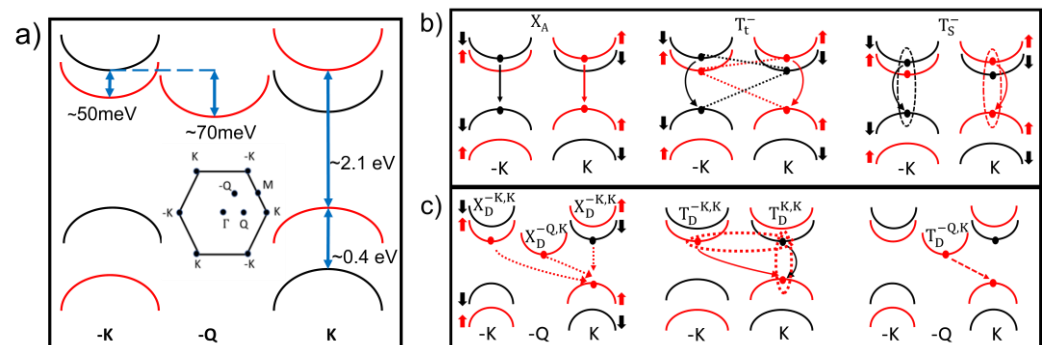 a)
~50meV
~70meV
~2.1 eV
~0.4 eV
K
-K
-Q
M
-K
Γ
Q
K
K
-K
-K
-Q
K
b)
X_A
T_t^-
T_S^-
-K
K
-K
K
-K
K
c)
X_D^{-K,K}
X_D^{-Q,K}
X_D^{-K,K}
T_D^{-K,K}
T_D^{K,K}
T_D^{-Q,K}
-K
-Q
K
-K
K
-K
-Q
K